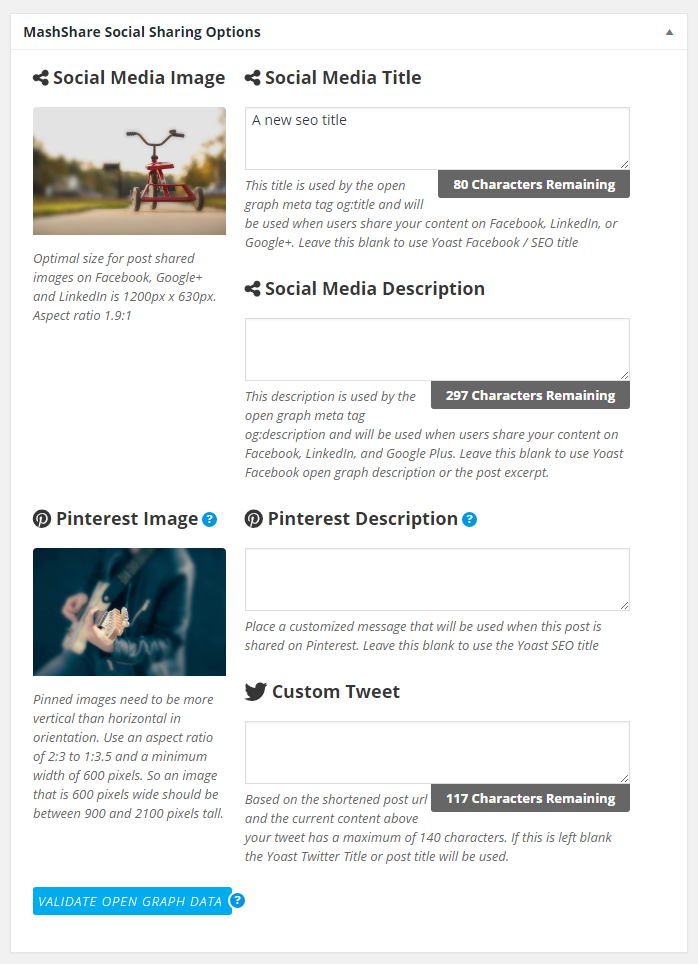 MashShare Social Sharing Options
Social Media Image
Optimal size for post shared
images on Facebook, Google+
and LinkedIn is 1200px x 630px.
Aspect ratio 1.9:1
Social Media Title
A new seo title
80 Characters Remaining
This title is used by the open
graph meta tag og:title and will
be used when users share your content on Facebook, LinkedIn, or
Google+. Leave this blank to use Yoast Facebook / SEO title
Social Media Description
297 Characters Remaining
This description is used by the
open graph meta tag
og:description and will be used when users share your content on
Facebook, LinkedIn, and Google Plus. Leave this blank to use Yoast
Facebook open graph description or the post excerpt.
Pinterest Image ?
Pinned images need to be more
vertical than horizontal in
orientation. Use an aspect ratio
of 2:3 to 1:3.5 and a minimum
width of 600 pixels. So an image
that is 600 pixels wide should be
between 900 and 2100 pixels tall.
Pinterest Description ?
Place a customized message that will be used when this post is
shared on Pinterest. Leave this blank to use the Yoast SEO title
Custom Tweet
117 Characters Remaining
Based on the shortened post url
and the current content above
your tweet has a maximum of 140 characters. If this is left blank
the Yoast Twitter Title or post title will be used.
VALIDATE OPEN GRAPH DATA ?